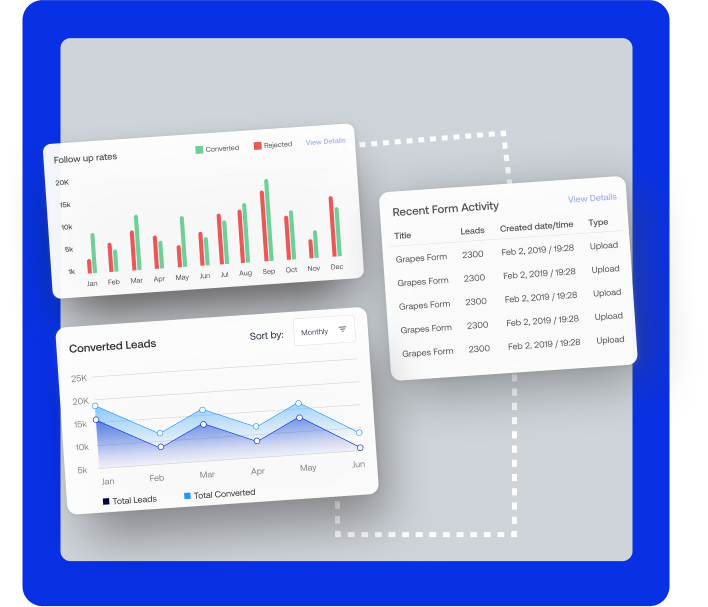 Follow up rates
Converted Rejected View Details
20K
15k
10k
5k
1k
Jan Feb Mar Apr May Jun Jul Aug Sep Oct Nov Dec
Recent Form Activity View Details
Title Leads Created date/time Type
Grapes Form 2300 Feb 2, 2019 / 19:28 Upload
Grapes Form 2300 Feb 2, 2019 / 19:28 Upload
Grapes Form 2300 Feb 2, 2019 / 19:28 Upload
Grapes Form 2300 Feb 2, 2019 / 19:28 Upload
Grapes Form 2300 Feb 2, 2019 / 19:28 Upload
Converted Leads Sort by: Monthly
25K
20K
15k
10k
5k
Jan Feb Mar Apr May Jun
Total Leads Total Converted